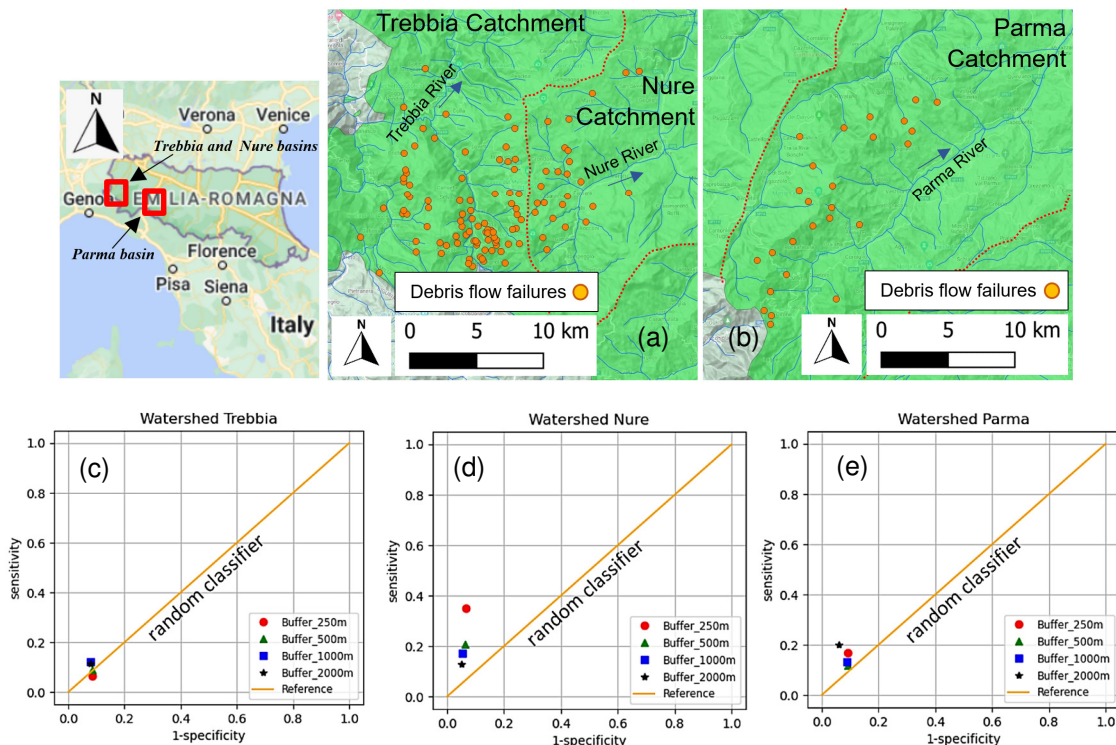 N
Verona
Venice
Trebbia and Nure basins
Genoa
EMILIA-ROMAGNA
Parma basin
Florence
Pisa
Siena
Italy
Trebbia Catchment
Nure
Catchment
Trebbia River
Nure River
Debris flow failures
N
0 5 10 km
(a)
Parma
Catchment
Parma River
Debris flow failures
(b)
N
0 5 10 km
Watershed Trebbia
(c)
sensitivity
1.0
0.8
0.6
0.4
0.2
0.0
random classifier
Buffer_250m
Buffer_500m
Buffer_1000m
Buffer_2000m
Reference
0.0 0.2 0.4 0.6 0.8 1.0
1-specificity
Watershed Nure
(d)
sensitivity
1.0
0.8
0.6
0.4
0.2
0.0
random classifier
Buffer_250m
Buffer_500m
Buffer_1000m
Buffer_2000m
Reference
0.0 0.2 0.4 0.6 0.8 1.0
1-specificity
Watershed Parma
(e)
sensitivity
1.0
0.8
0.6
0.4
0.2
0.0
random classifier
Buffer_250m
Buffer_500m
Buffer_1000m
Buffer_2000m
Reference
0.0 0.2 0.4 0.6 0.8 1.0
1-specificity